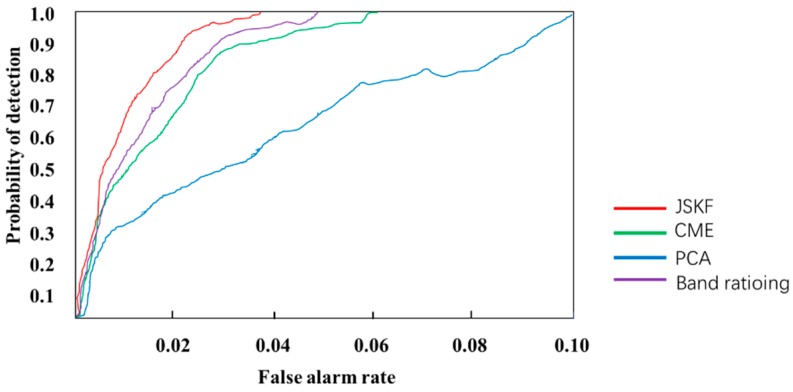 Probability of detection
1.0
0.9
0.8
0.7
0.6
0.5
0.4
0.3
0.2
0.1
0.02 0.04 0.06 0.08 0.10
False alarm rate
JSKF
CME
PCA
Band ratioing